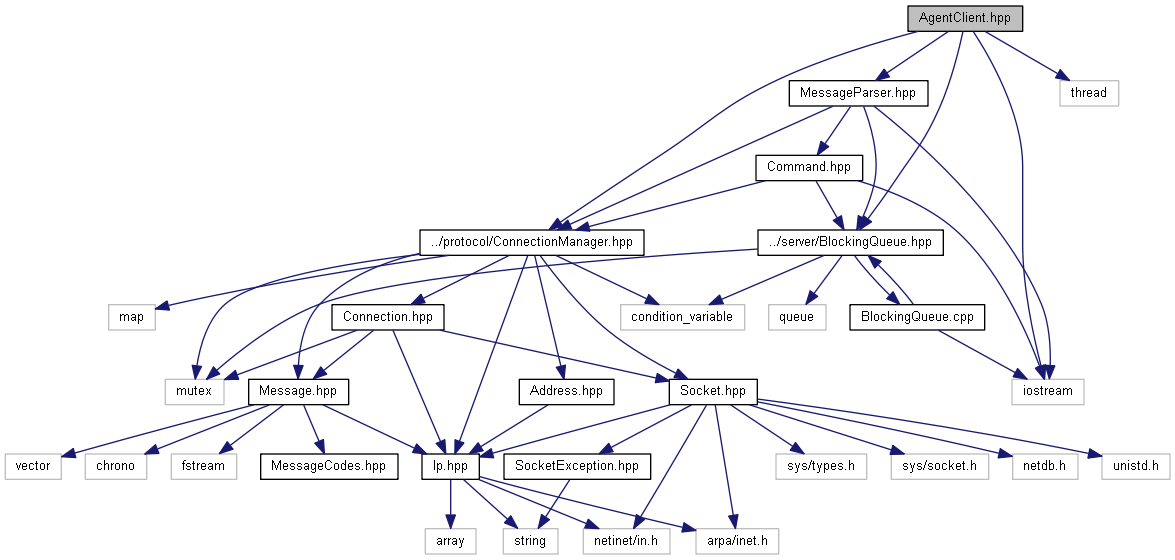 AgentClient.hpp
MessageParser.hpp
thread
Command.hpp
../protocol/ConnectionManager.hpp
../server/BlockingQueue.hpp
map
Connection.hpp
condition_variable
queue
BlockingQueue.cpp
mutex
Message.hpp
Address.hpp
Socket.hpp
iostream
vector
chrono
fstream
MessageCodes.hpp
Ip.hpp
SocketException.hpp
sys/types.h
sys/socket.h
netdb.h
unistd.h
array
string
netinet/in.h
arpa/inet.h